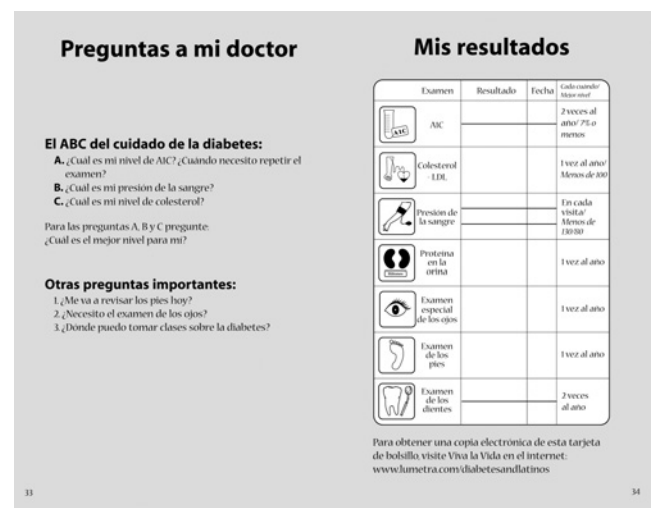 Preguntas a mi doctor
El ABC del cuidado de la diabetes:
A. ¿Cuál es mi nivel de A1C? ¿Cuándo necesito repetir el
examen?
B. ¿Cuál es mi presión de la sangre?
C. ¿Cuál es mi nivel de colesterol?
Para las preguntas A, B y C pregunte:
¿Cuál es el mejor nivel para mí?
Otras preguntas importantes:
1. ¿Me va a revisar los pies hoy?
2. ¿Necesito el examen de los ojos?
3. ¿Dónde puedo tomar clases sobre la diabetes?
33
Mis resultados
Examen Resultado Fecha Cada cuando/
Mejor nivel
A1C
A1C
2 veces al
año/ 7% o
menos
Colesterol
- LDL
1 vez al año/
Menos de 100
Presión de
la sangre
En cada
visita/
Menos de
130/80
Proteína
en la
orina
1 vez al año
Examen
especial
de los ojos
1 vez al año
Examen
de los
pies
1 vez al año
Examen
de los
dientes
2 veces
al año
Para obtener una copia electrónica de esta tarjeta
de bolsillo, visite Viva la Vida en el internet:
www.lumetra.com/diabetesandlatinos
34